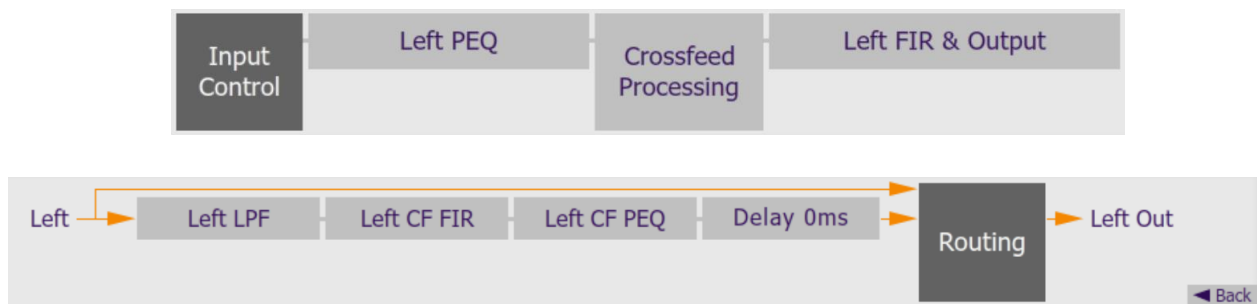 Input
Control
Left PEQ
Crossfeed
Processing
Left FIR & Output
Left
Left LPF
Left CF FIR
Left CF PEQ
Delay 0ms
Routing
Left Out
◄ Back